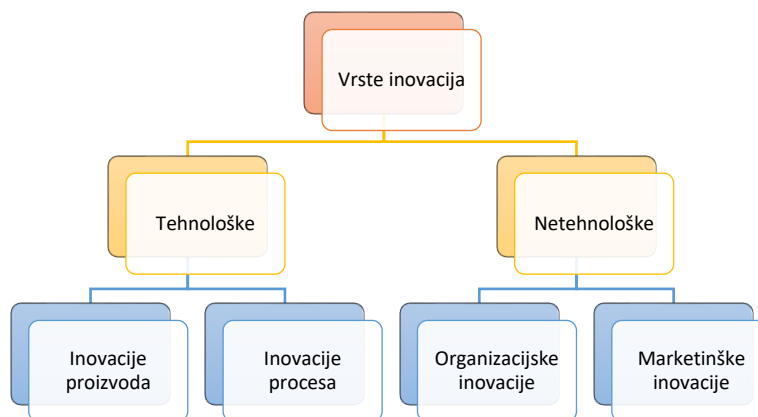 Vrste inovacija
Tehnološke
Netehnološke
Inovacije
proizvoda
Inovacije
procesa
Organizacijske
inovacije
Marketinške
inovacije